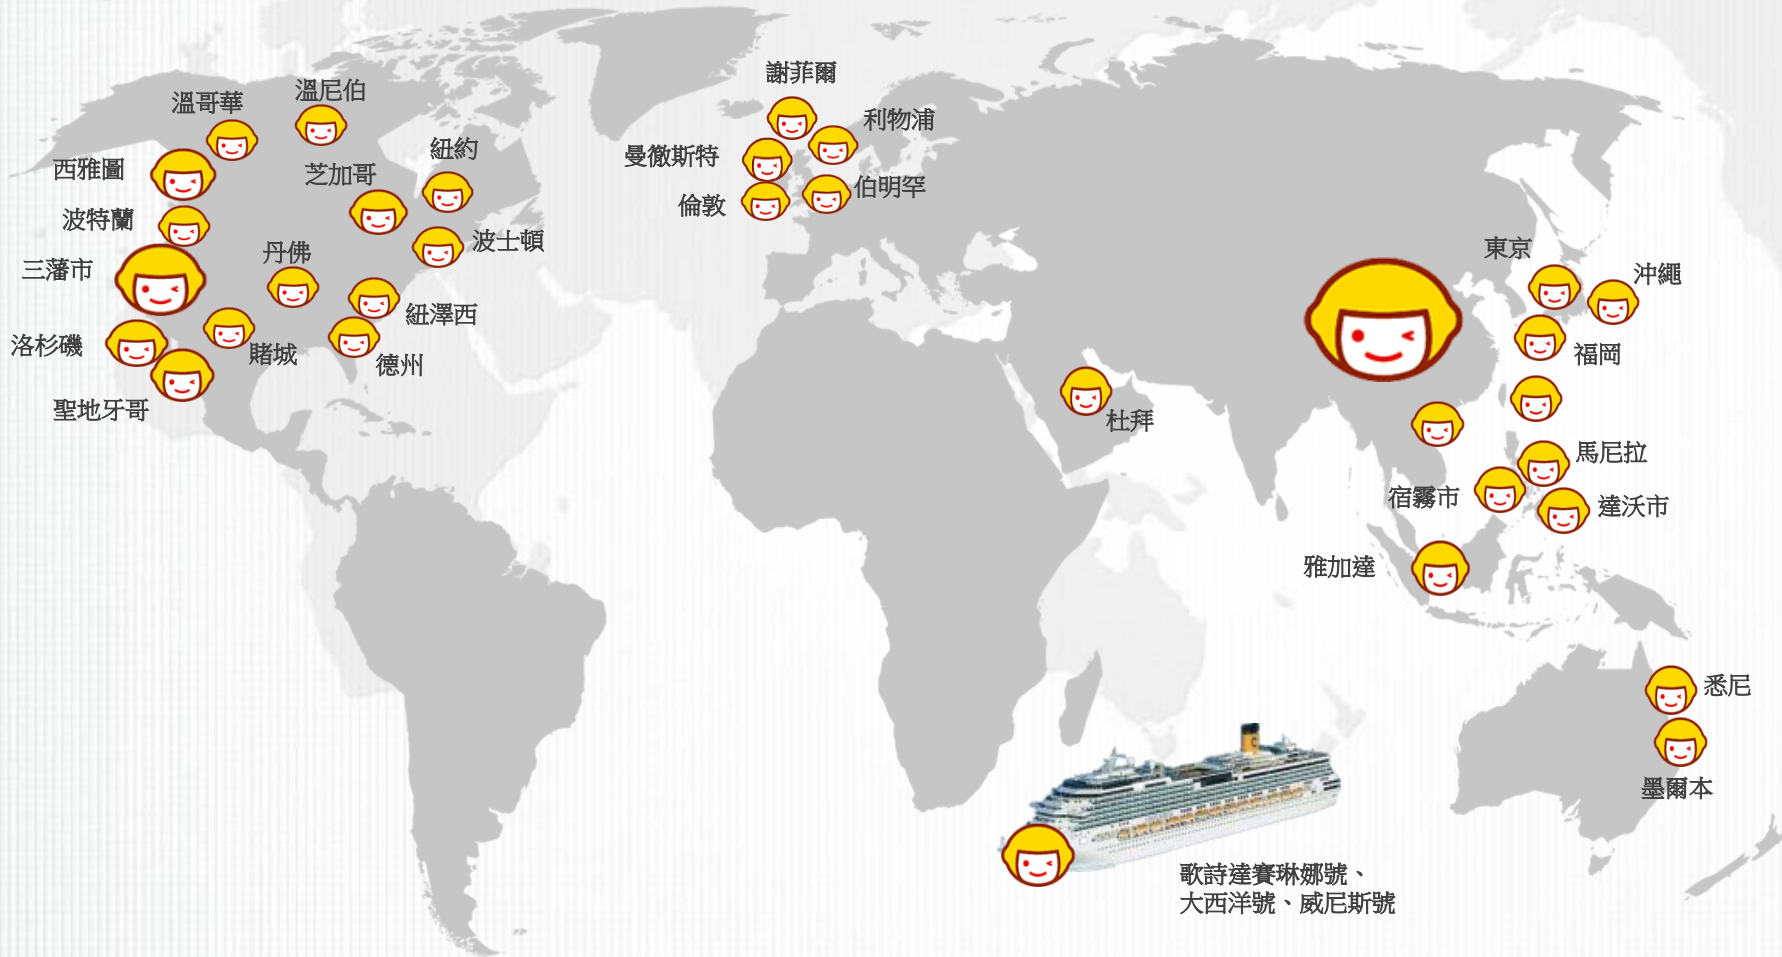 溫哥華
溫尼伯
西雅圖
芝加哥
紐約
波特蘭
波士頓
三藩市
丹佛
紐澤西
洛杉磯
賭城
德州
聖地牙哥
謝菲爾
利物浦
曼徹斯特
伯明罕
倫敦
杜拜
東京
沖繩
福岡
馬尼拉
宿霧市
達沃市
雅加達
悉尼
墨爾本
歌詩達賽琳娜號、
大西洋號、威尼斯號